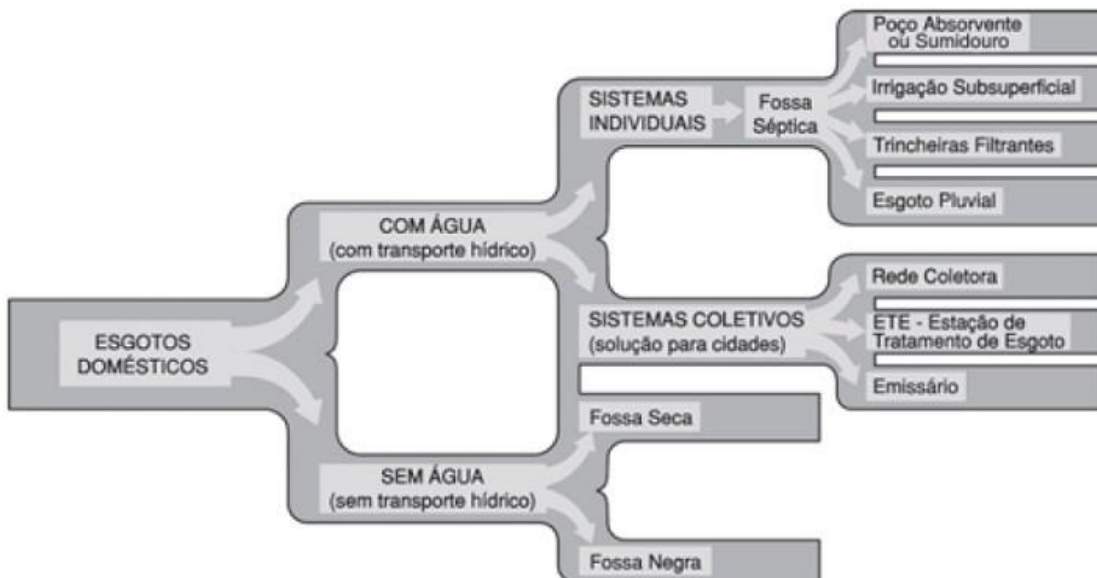 ESGOTOS
DOMÉSTICOS
COM ÁGUA
(com transporte hídrico)
SISTEMAS
INDIVIDUAIS
Fossa
Séptica
Poço Absorvente
ou Sumidouro
Irrigação Subsuperficial
Trincheiras Filtrantes
Esgoto Pluvial
SISTEMAS COLETIVOS
(solução para cidades)
Rede Coletora
ETE - Estação de
Tratamento de Esgoto
Emissário
SEM ÁGUA
(sem transporte hídrico)
Fossa Seca
Fossa Negra